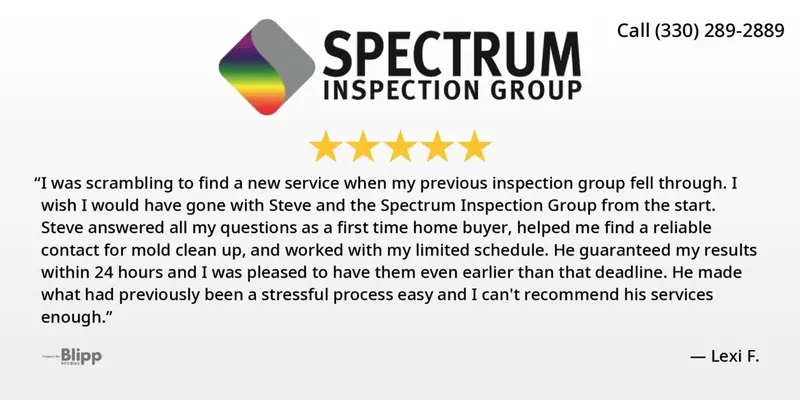 Call (330) 289-2889
SPECTRUM
INSPECTION GROUP
“I was scrambling to find a new service when my previous inspection group fell through. I
wish I would have gone with Steve and the Spectrum Inspection Group from the start.
Steve answered all my questions as a first time home buyer, helped me find a reliable
contact for mold clean up, and worked with my limited schedule. He guaranteed my results
within 24 hours and I was pleased to have them even earlier than that deadline. He made
what had previously been a stressful process easy and I can't recommend his services
enough.”
Blipp
— Lexi F.